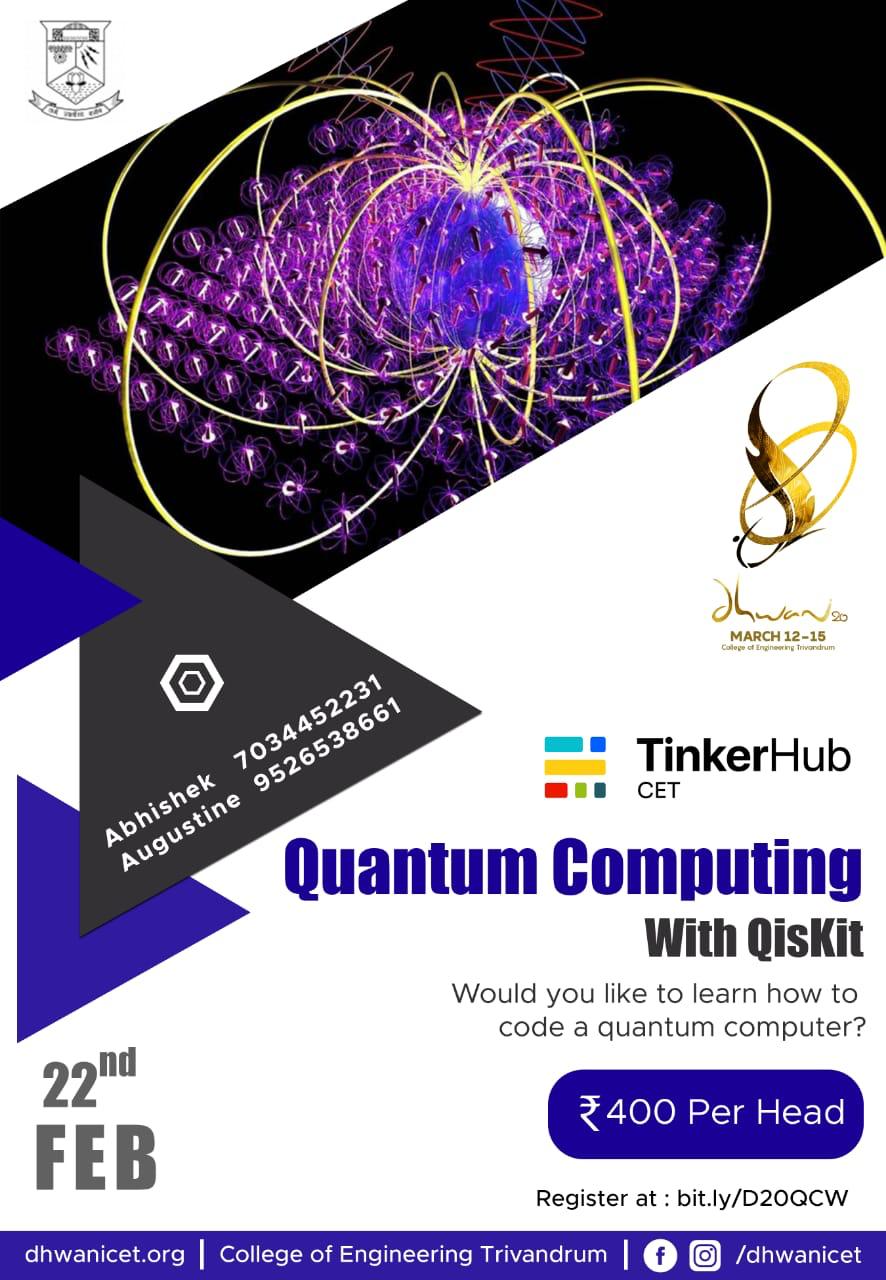 dhwani 20
MARCH 12-15
College of Engineering Trivandrum
Abhishek 7034452231
Augustine 9526538661
TinkerHub
CET
Quantum Computing
With QisKit
Would you like to learn how to
code a quantum computer?
22nd
FEB
₹400 Per Head
Register at : bit.ly/D20QCW
dhwanicet.org | College of Engineering Trivandrum | /dhwanicet